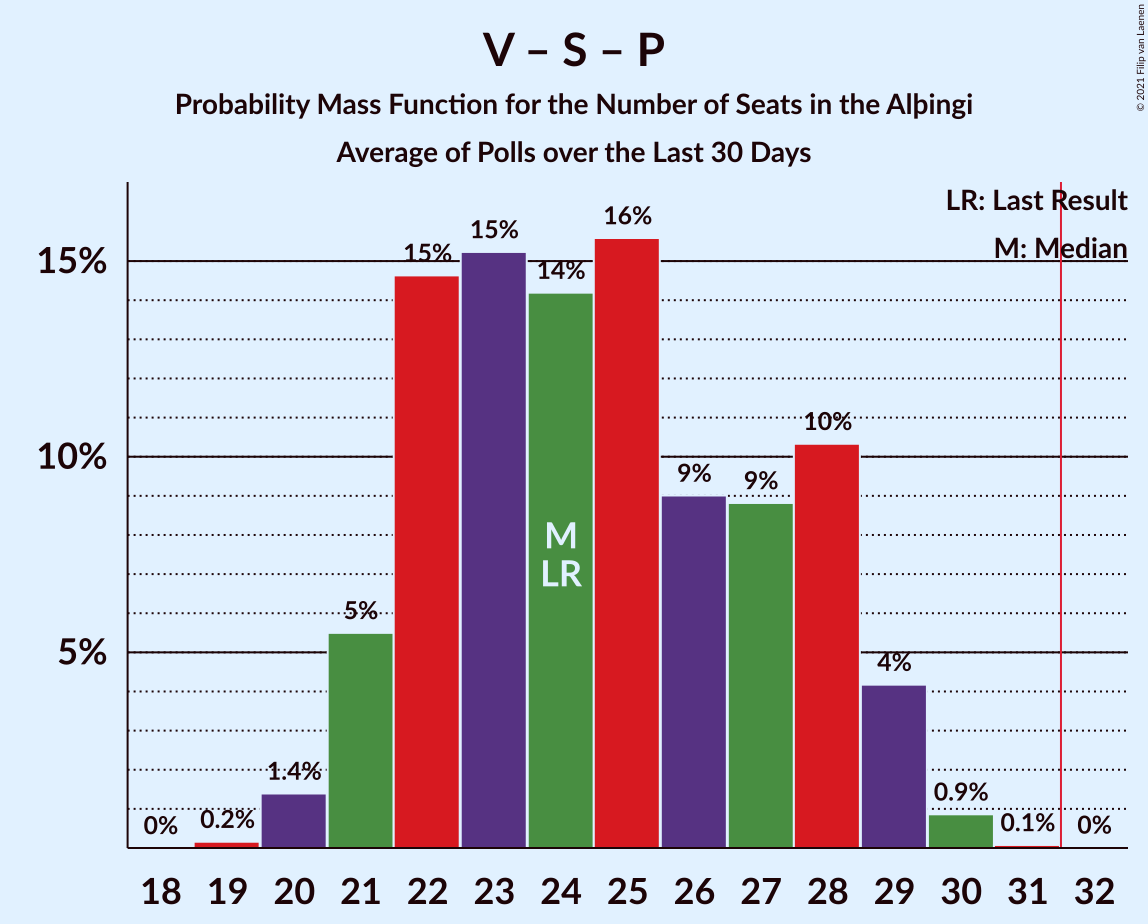 V – S – P
Probability Mass Function for the Number of Seats in the Alþingi
Average of Polls over the Last 30 Days
© 2021 Filip van Laenen
LR: Last Result
M: Median
15%
10%
5%
0%
0.2%
1.4%
5%
15%
15%
14%
16%
9%
9%
10%
4%
0.9%
0.1%
0%
M
LR
18 19 20 21 22 23 24 25 26 27 28 29 30 31 32